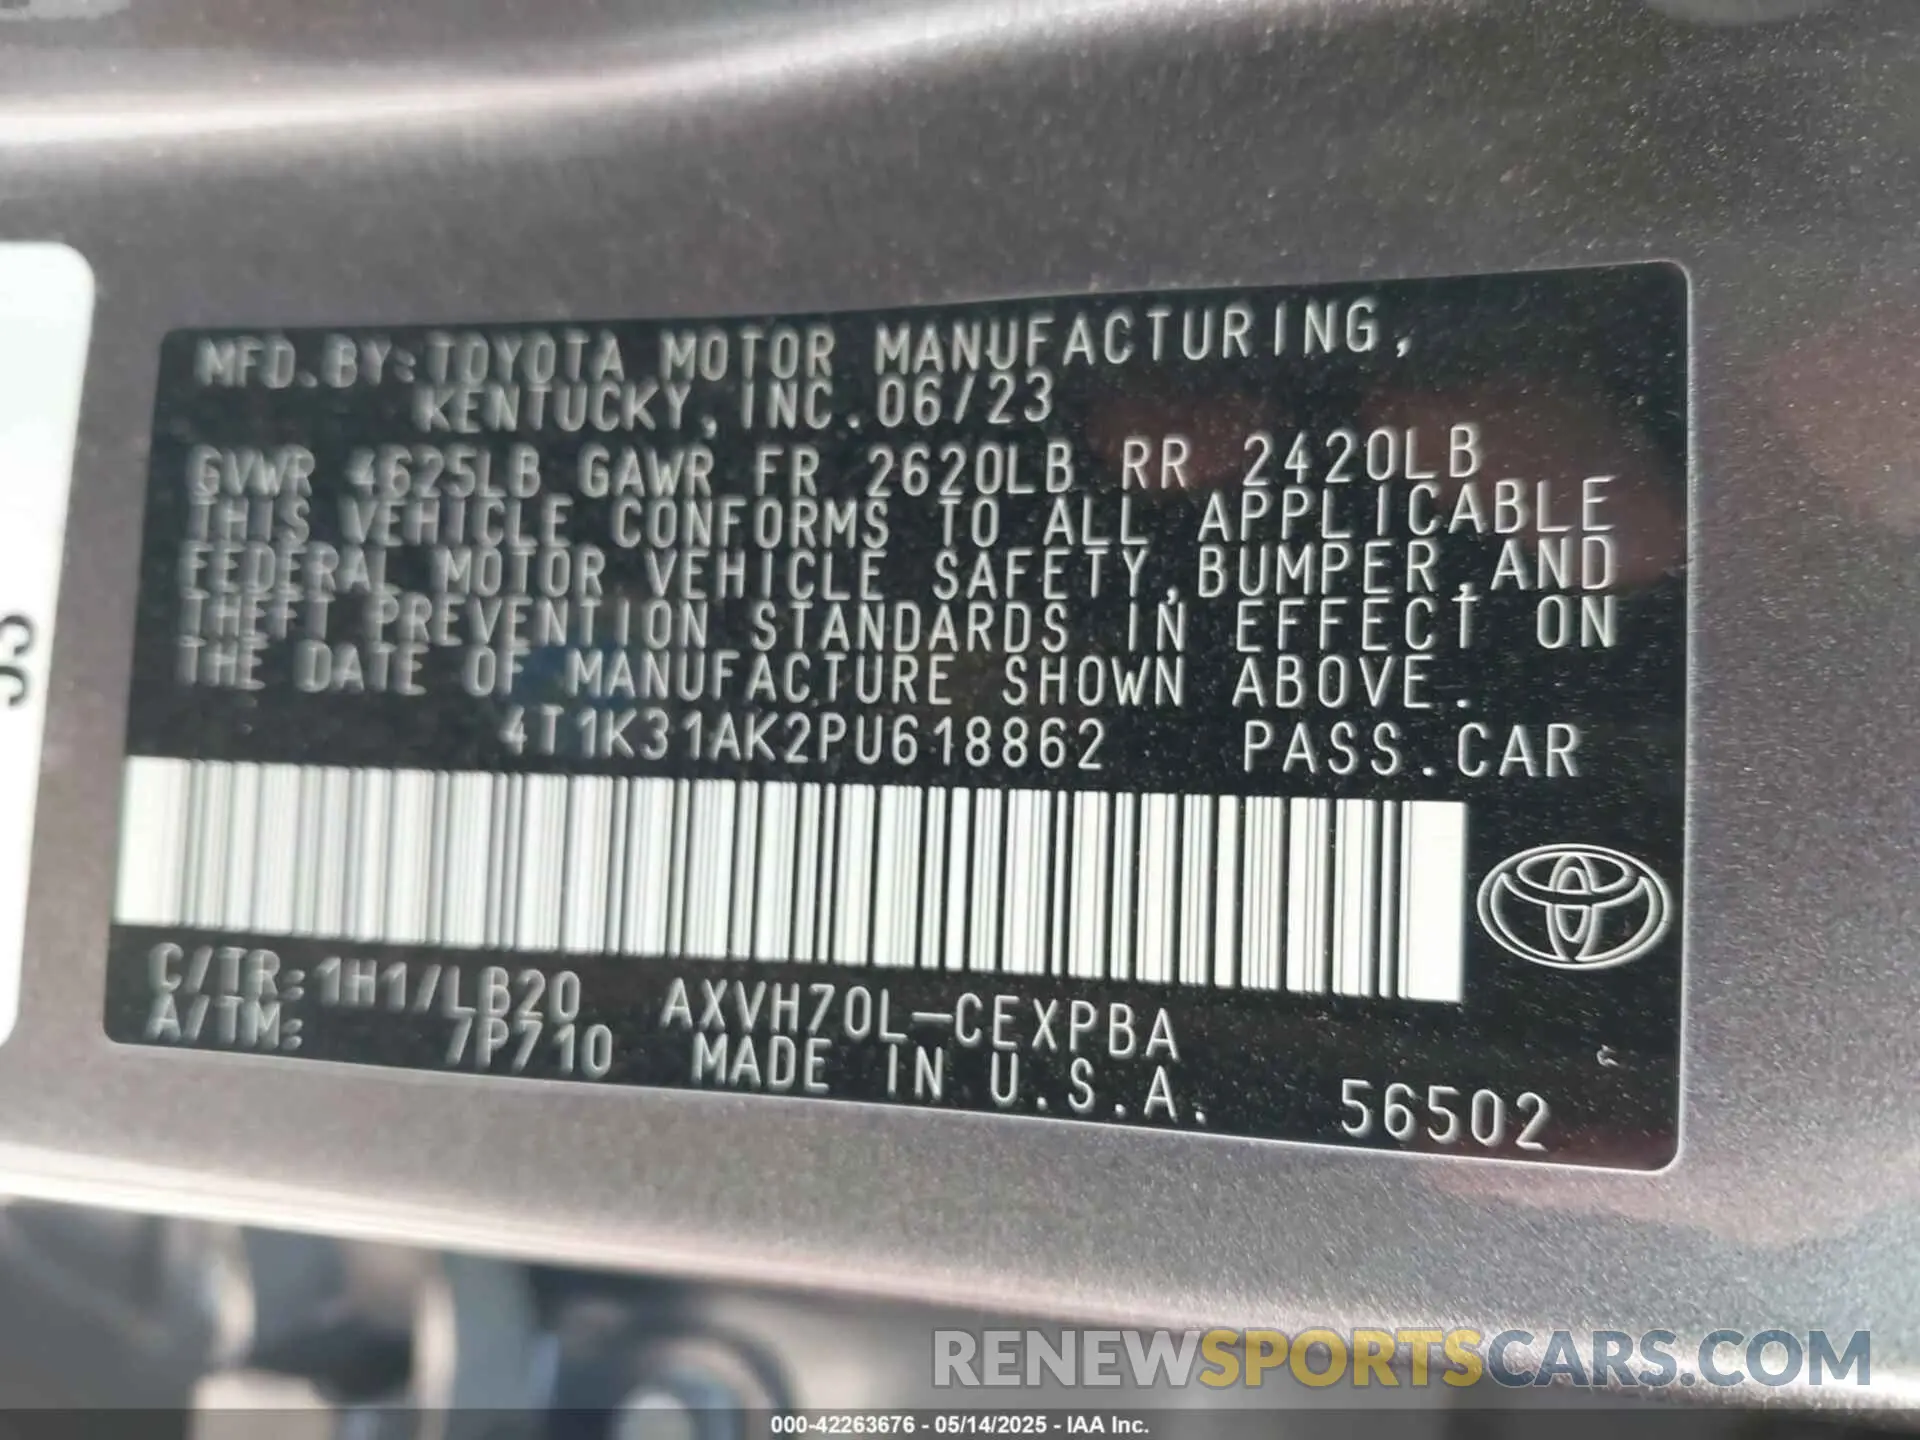 MFD.BY:TOYOTA MOTOR MANUFACTURING,
KENTUCKY, INC. 06/23
GVWR 4625LB GAWR FR 2620LB RR 2420LB
THIS VEHICLE CONFORMS TO ALL APPLICABLE
FEDERAL MOTOR VEHICLE SAFETY, BUMPER, AND
THEFT PREVENTION STANDARDS IN EFFECT ON
THE DATE OF MANUFACTURE SHOWN ABOVE.
4T1K31AK2PU618862 PASS.CAR
C/TR:1H1/LB20 AXVH70L-CEXPBA
A/TM: 7P710 MADE IN U.S.A.
56502
RENEWSPORTSCARS.COM
000-42263676 - 05/14/2025 - IAA Inc.